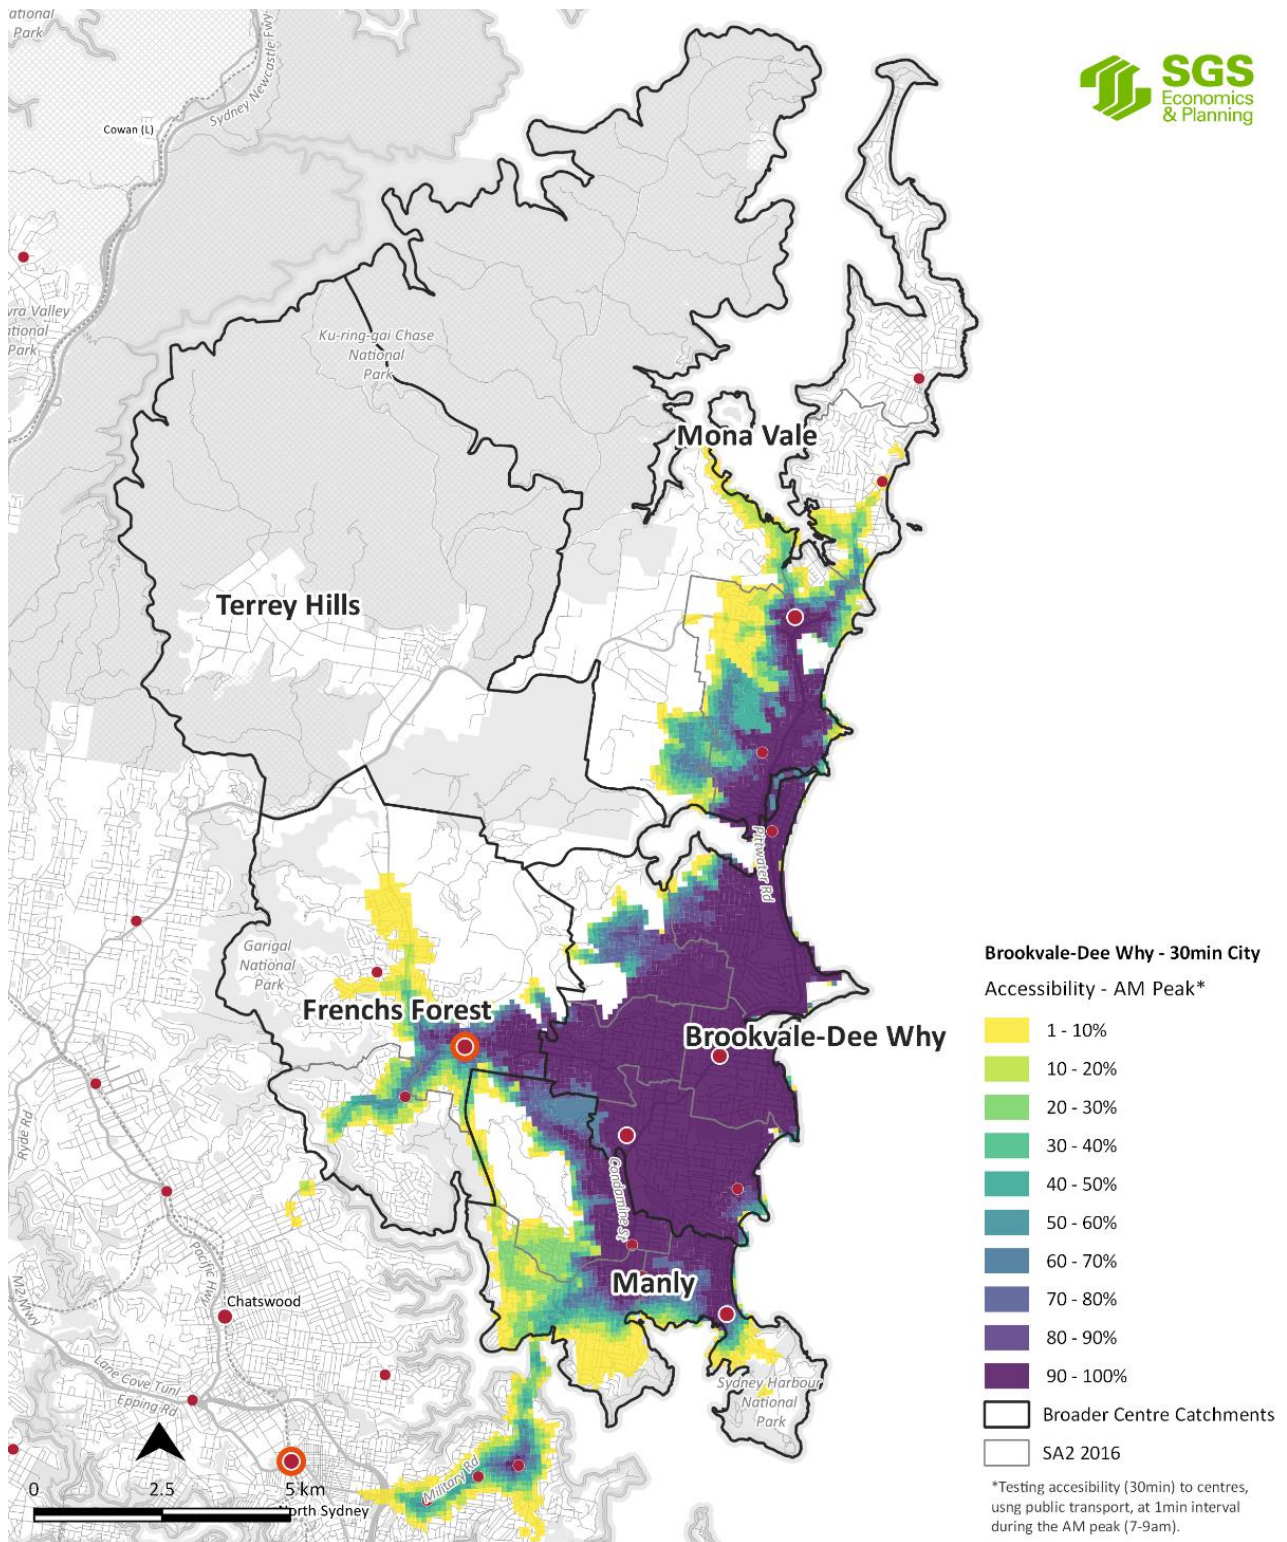 ational
Park
Sydney Newcastle Fwy
Cowan (L)
SGS
Economics
& Planning
vra Valley
ational
Park
Ku-ring-gai Chase
National
Park
Mona Vale
Terrey Hills
Pittwater Rd
Garigal
National
Park
Frenchs Forest
Brookvale-Dee Why
Ryde Rd
Condamine St
Pacific Hwy
M2 Mwy
Manly
Chatswood
Lane Cove Tunl
Epping Rd
Sydney Harbour
National
Park
Military Rd
0 2.5 5 km
North Sydney
Brookvale-Dee Why - 30min City
Accessibility - AM Peak*
1 - 10%
10 - 20%
20 - 30%
30 - 40%
40 - 50%
50 - 60%
60 - 70%
70 - 80%
80 - 90%
90 - 100%
Broader Centre Catchments
SA2 2016
*Testing accesibility (30min) to centres,
usng public transport, at 1min interval
during the AM peak (7-9am).